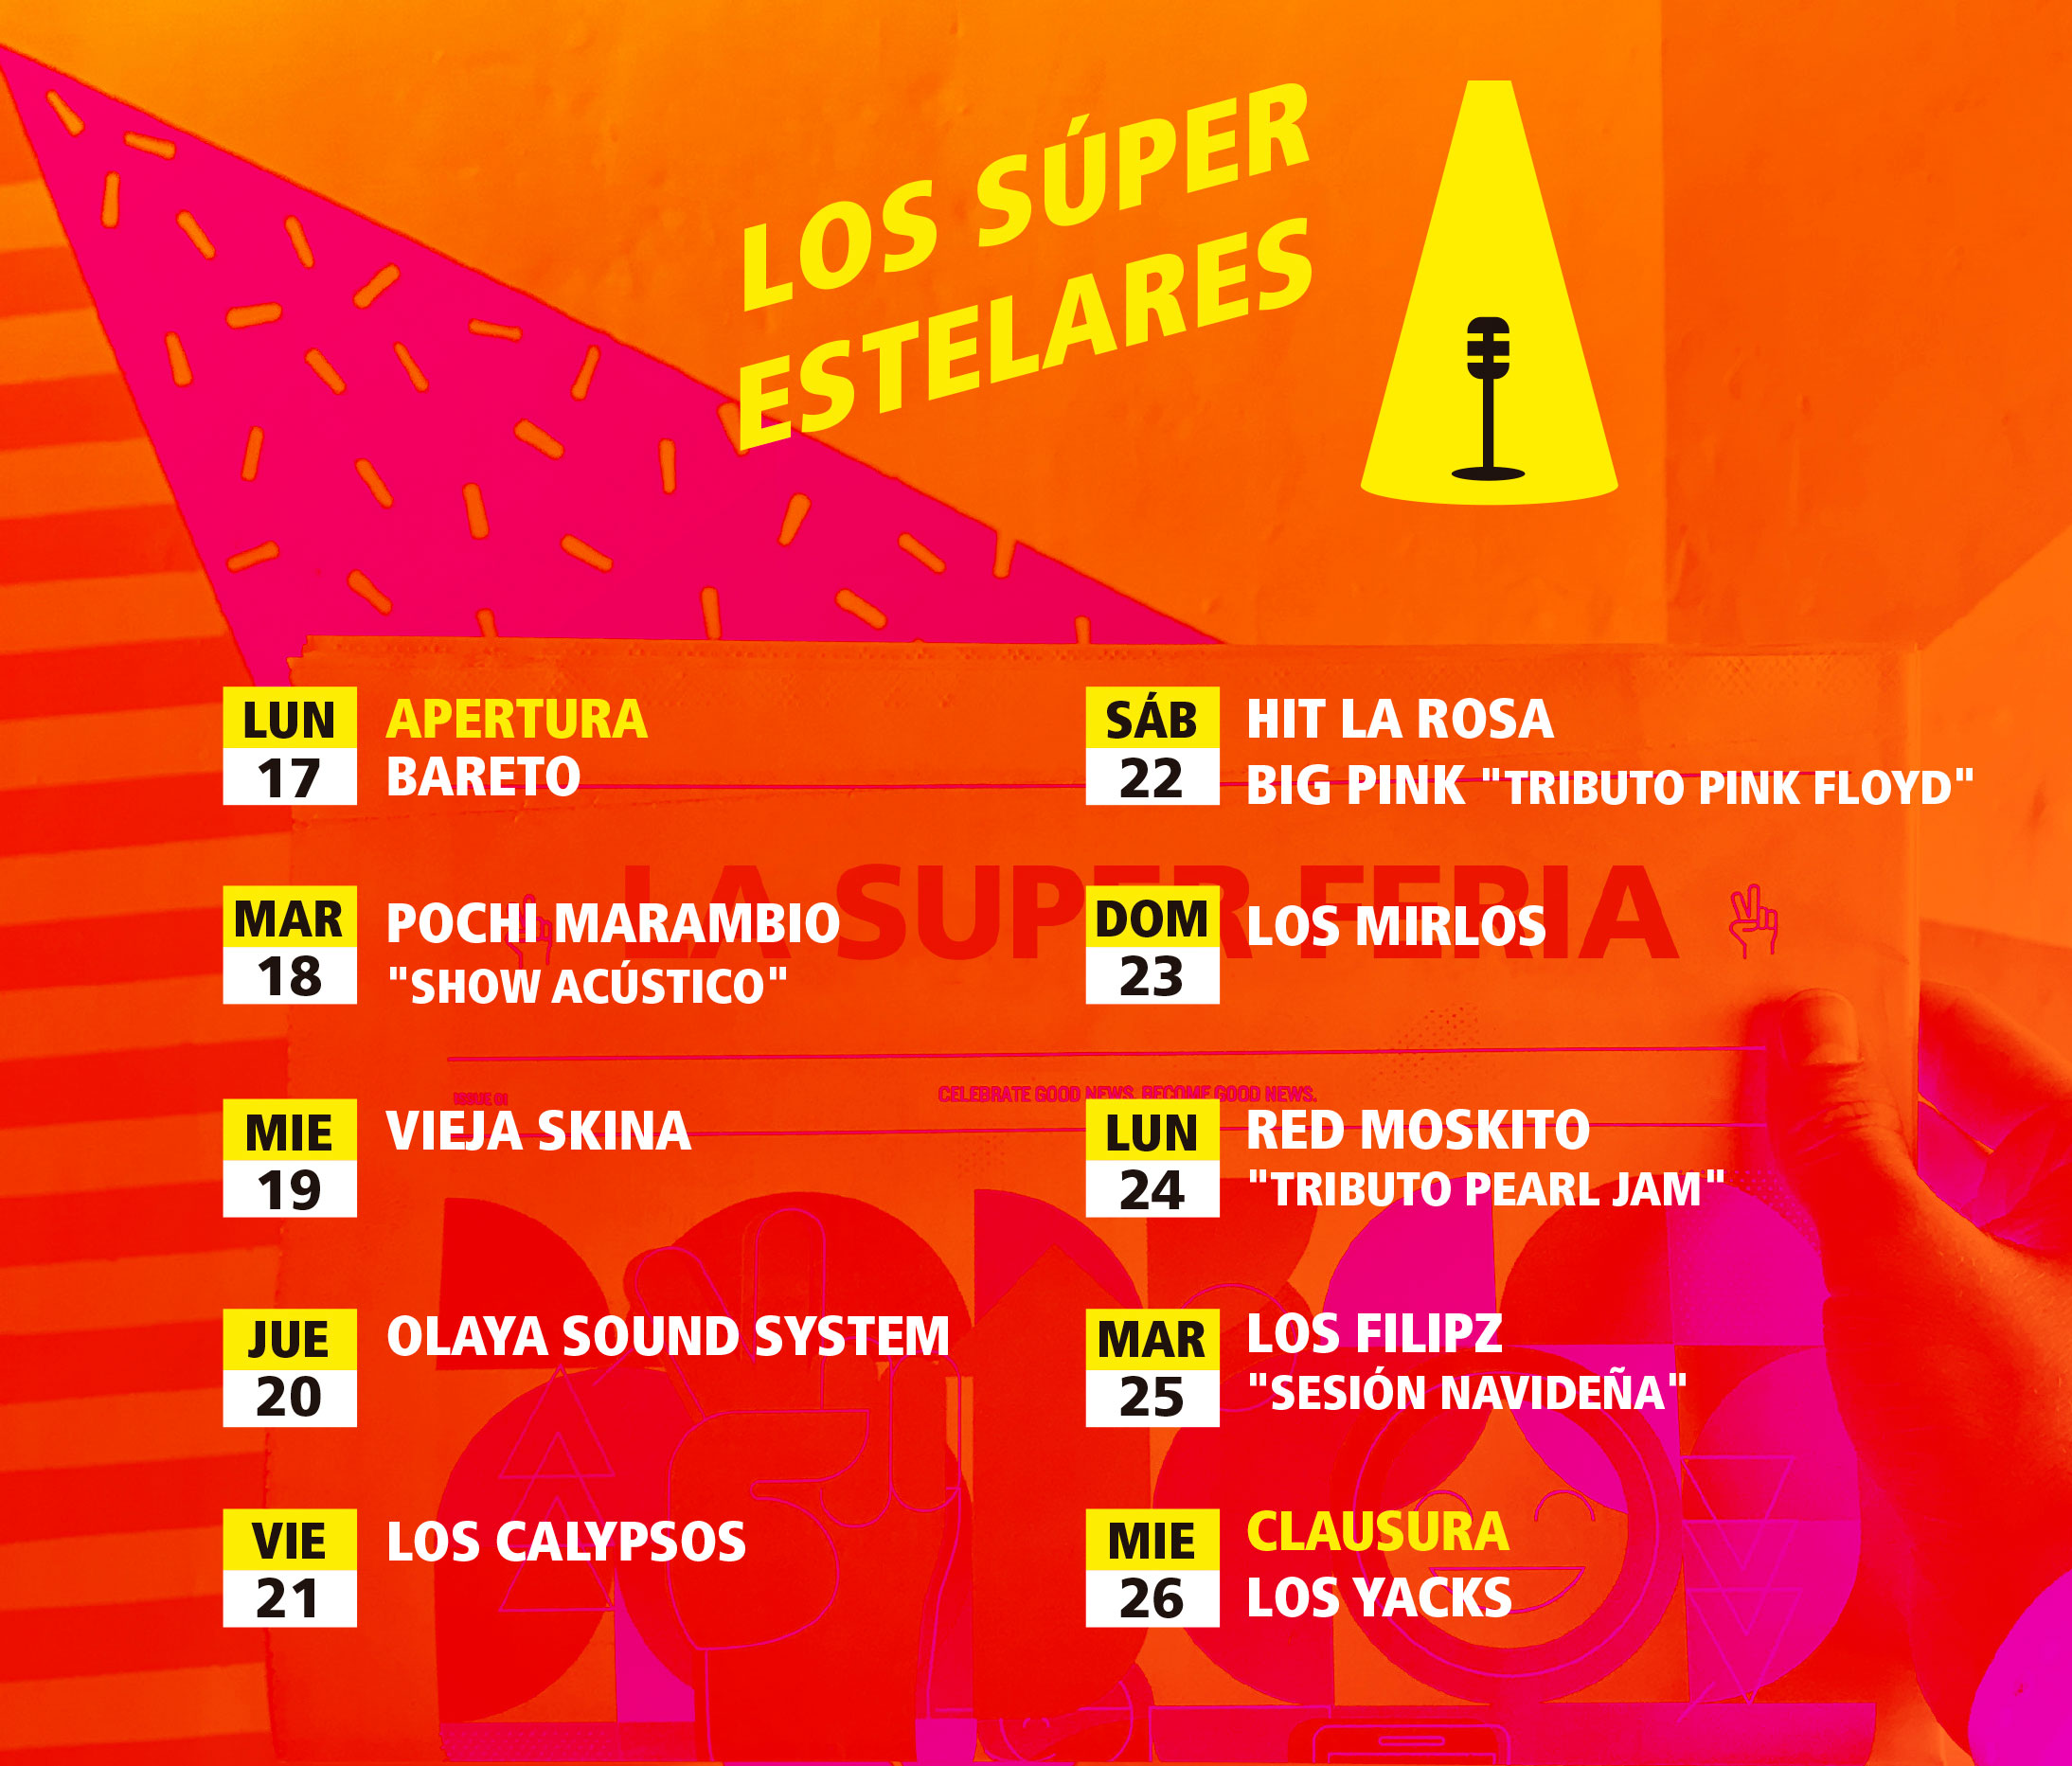 LOS SÚPER
ESTELARES
LUN
17
APERTURA
BARETO
MAR
18
POCHI MARAMBIO
"SHOW ACÚSTICO"
MIE
19
VIEJA SKINA
JUE
20
OLAYA SOUND SYSTEM
VIE
21
LOS CALYPSOS
SÁB
22
HIT LA ROSA
BIG PINK "TRIBUTO PINK FLOYD"
DOM
23
LOS MIRLOS
LUN
24
RED MOSKITO
"TRIBUTO PEARL JAM"
MAR
25
LOS FILIPZ
"SESIÓN NAVIDEÑA"
MIE
26
CLAUSURA
LOS YACKS
LA SUPER FERIA
ISSUE 01
CELEBRATE GOOD NEWS. BECOME GOOD NEWS.